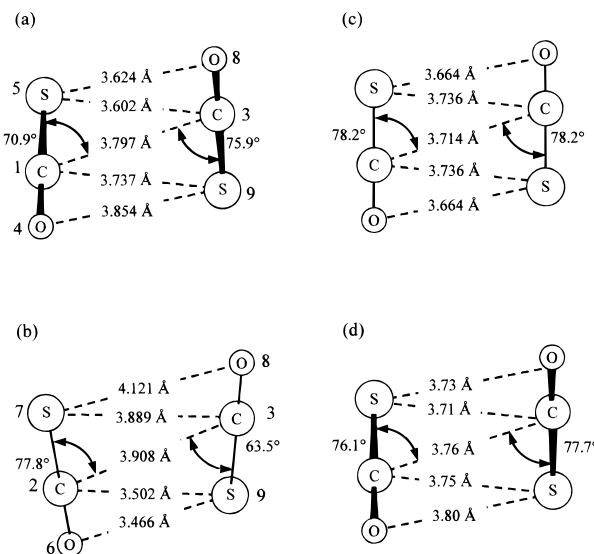 (a)
O 8
5 S 3.624 Å
3.602 Å
C 3
70.9° 3.797 Å 75.9°
1 C
3.737 Å
S 9
4 O 3.854 Å
(c)
O
S 3.664 Å
3.736 Å
C
78.2° 3.714 Å 78.2°
C
3.736 Å
S
O 3.664 Å
(b)
O 8
4.121 Å
7 S 3.889 Å C 3
77.8° 3.908 Å 63.5°
2 C
3.502 Å S 9
3.466 Å
6 O
(d)
O
S 3.73 Å
3.71 Å
C
76.1° 3.76 Å 77.7°
C
3.75 Å
S
O 3.80 Å